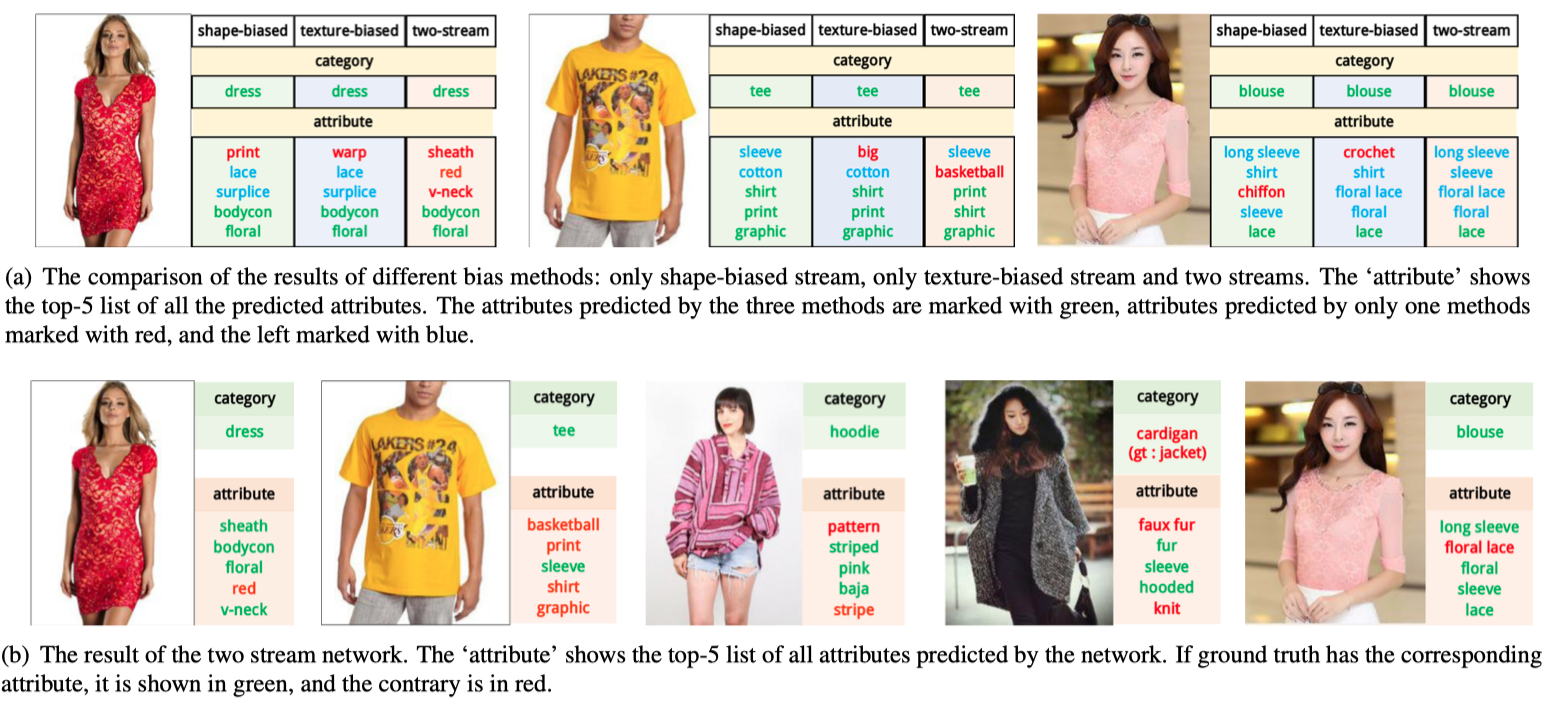 shape-biased texture-biased two-stream
category
dress dress dress
attribute
print warp sheath
lace lace red
surplice surplice v-neck
bodycon bodycon bodycon
floral floral floral
LAKERS #24
shape-biased texture-biased two-stream
category
tee tee tee
attribute
sleeve big sleeve
cotton cotton basketball
shirt shirt print
print print shirt
graphic graphic graphic
shape-biased texture-biased two-stream
category
blouse blouse blouse
attribute
long sleeve crochet long sleeve
shirt shirt sleeve
chiffon floral lace floral lace
sleeve floral floral
lace lace lace
(a) The comparison of the results of different bias methods: only shape-biased stream, only texture-biased stream and two streams. The ‘attribute’ shows
the top-5 list of all the predicted attributes. The attributes predicted by the three methods are marked with green, attributes predicted by only one methods
marked with red, and the left marked with blue.
category
dress
attribute
sheath
bodycon
floral
red
v-neck
LAKERS #24
category
tee
attribute
basketball
print
sleeve
shirt
graphic
category
hoodie
attribute
pattern
striped
pink
baja
stripe
category
cardigan
(gt : jacket)
attribute
faux fur
fur
sleeve
hooded
knit
category
blouse
attribute
long sleeve
floral lace
floral
sleeve
lace
(b) The result of the two stream network. The ‘attribute’ shows the top-5 list of all attributes predicted by the network. If ground truth has the corresponding
attribute, it is shown in green, and the contrary is in red.